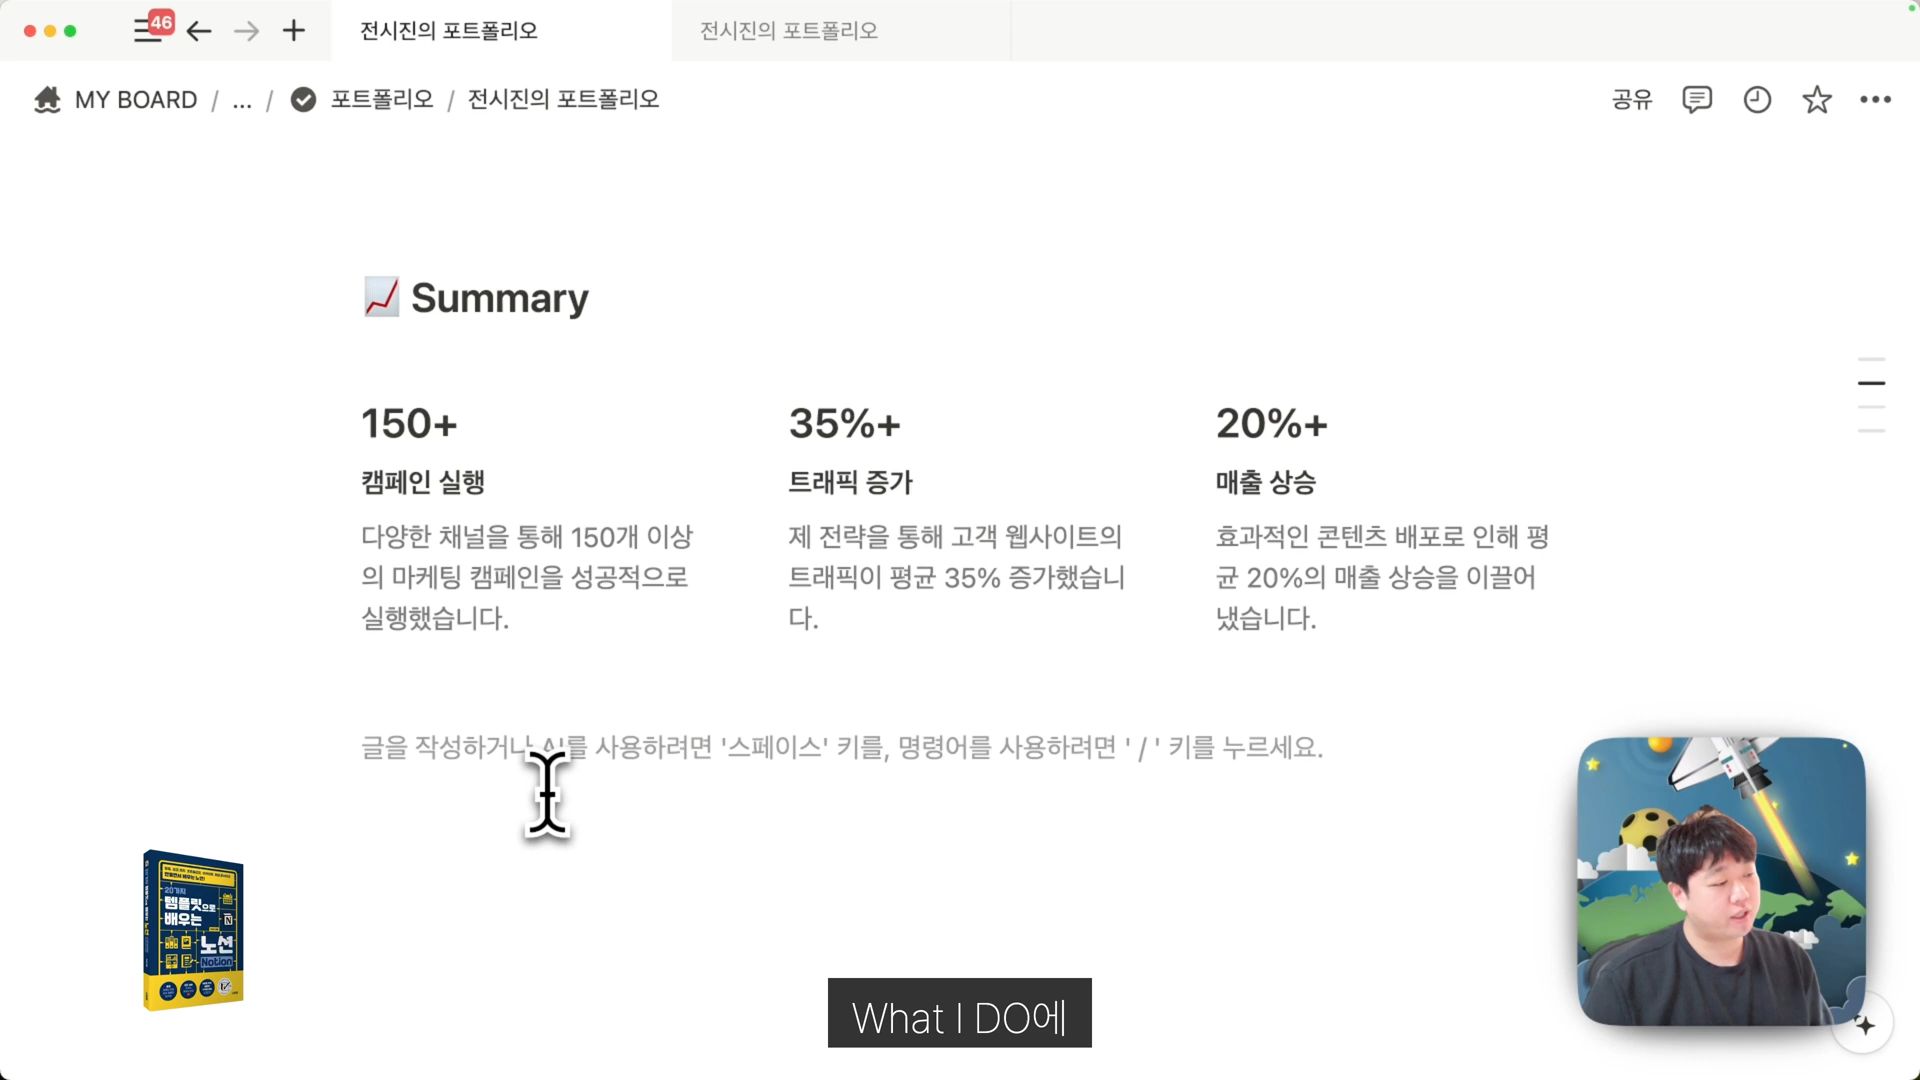 46
전시진의 포트폴리오
전시진의 포트폴리오
MY BOARD / ... / 포트폴리오 / 전시진의 포트폴리오
공유
Summary
150+
캠페인 실행
다양한 채널을 통해 150개 이상
의 마케팅 캠페인을 성공적으로
실행했습니다.
35%+
트래픽 증가
제 전략을 통해 고객 웹사이트의
트래픽이 평균 35% 증가했습니
다.
20%+
매출 상승
효과적인 콘텐츠 배포로 인해 평
균 20%의 매출 상승을 이끌어
냈습니다.
글을 작성하거나 AI를 사용하려면 '스페이스' 키를, 명령어를 사용하려면 ' / ' 키를 누르세요.
템플릿으로
배우는
노션
Notion
What I DO에